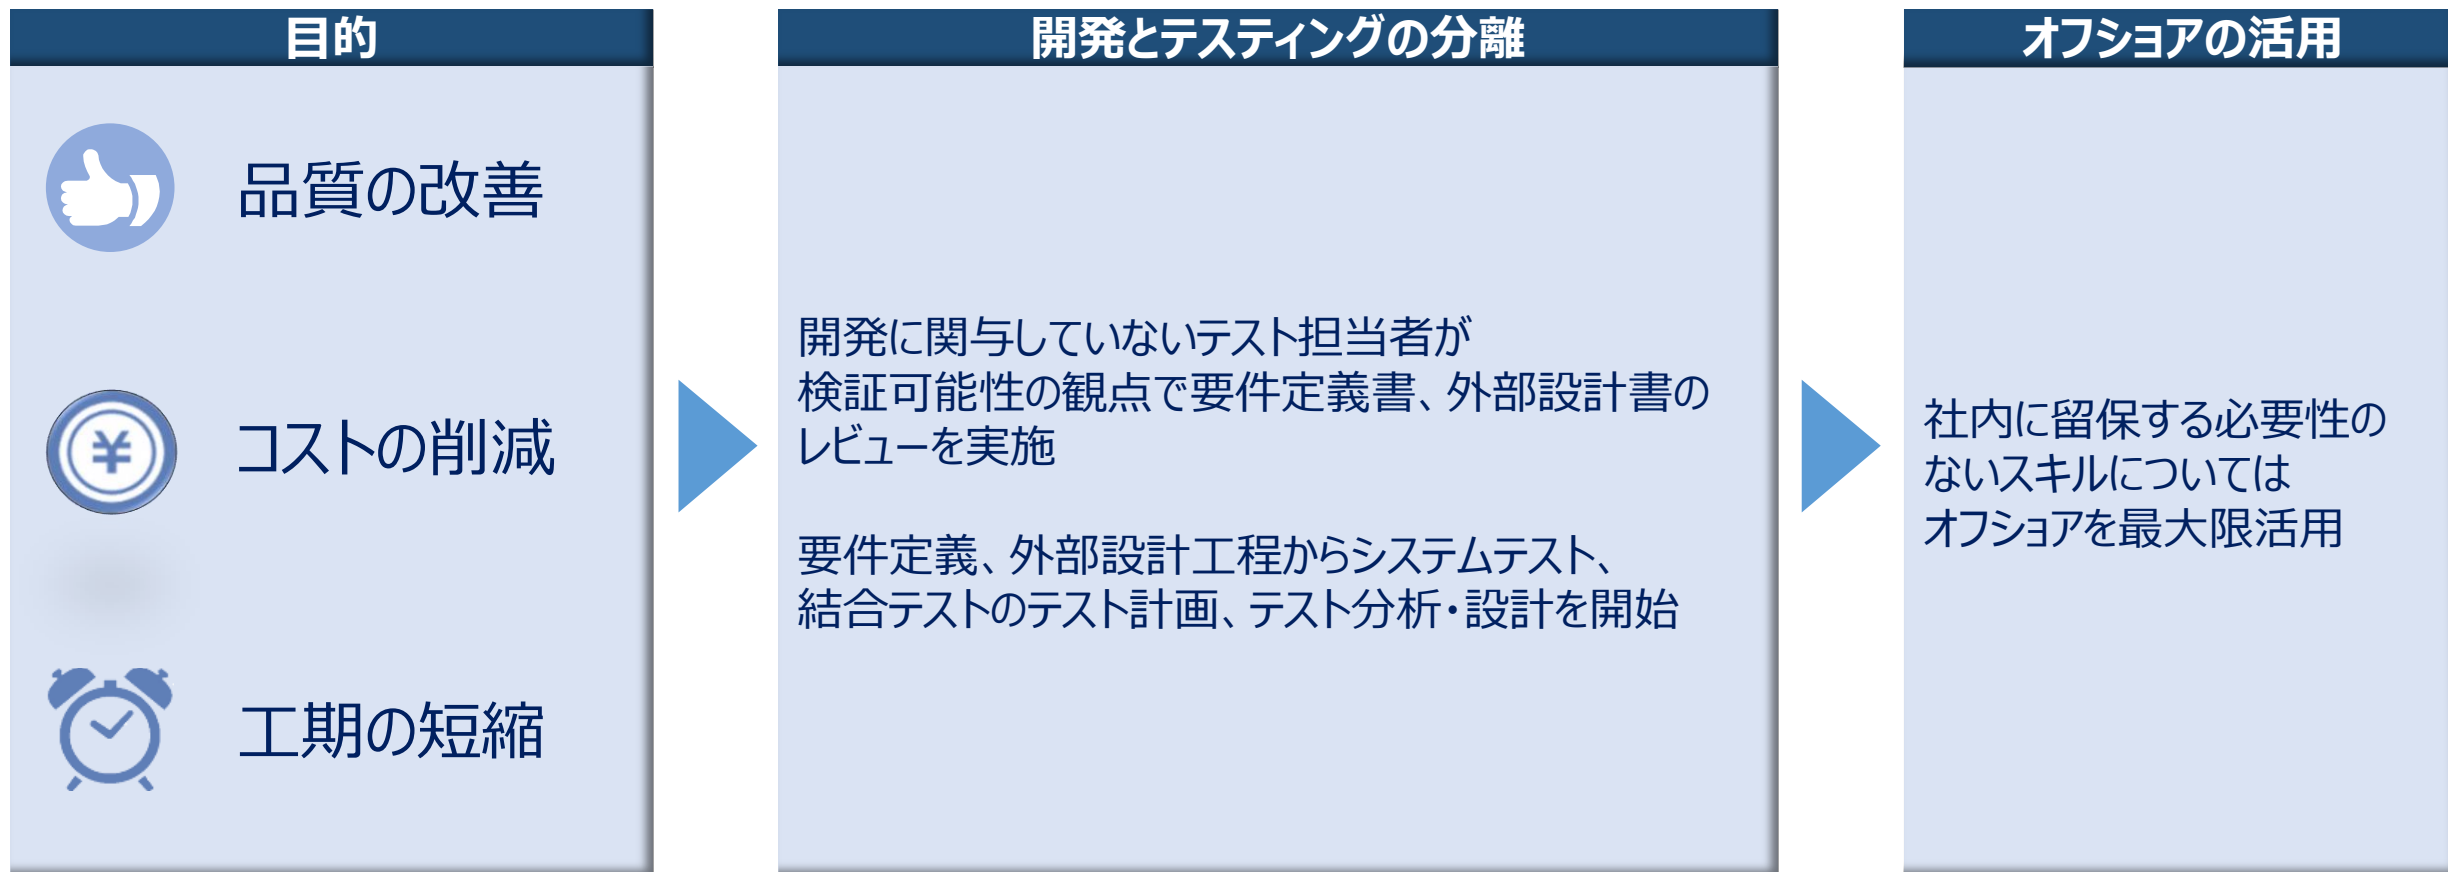 目的
品質の改善
¥
コストの削減
工期の短縮
開発とテスティングの分離
開発に関与していないテスト担当者が
検証可能性の観点で要件定義書、外部設計書の
レビューを実施
要件定義、外部設計工程からシステムテスト、
結合テストのテスト計画、テスト分析・設計を開始
オフショアの活用
社内に留保する必要性の
ないスキルについては
オフショアを最大限活用